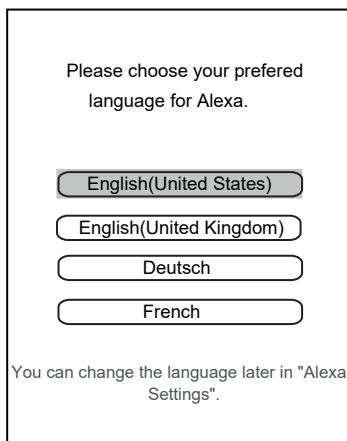 Please choose your prefered
language for Alexa.
English(United States)
English(United Kingdom)
Deutsch
French
You can change the language later in "Alexa
Settings".